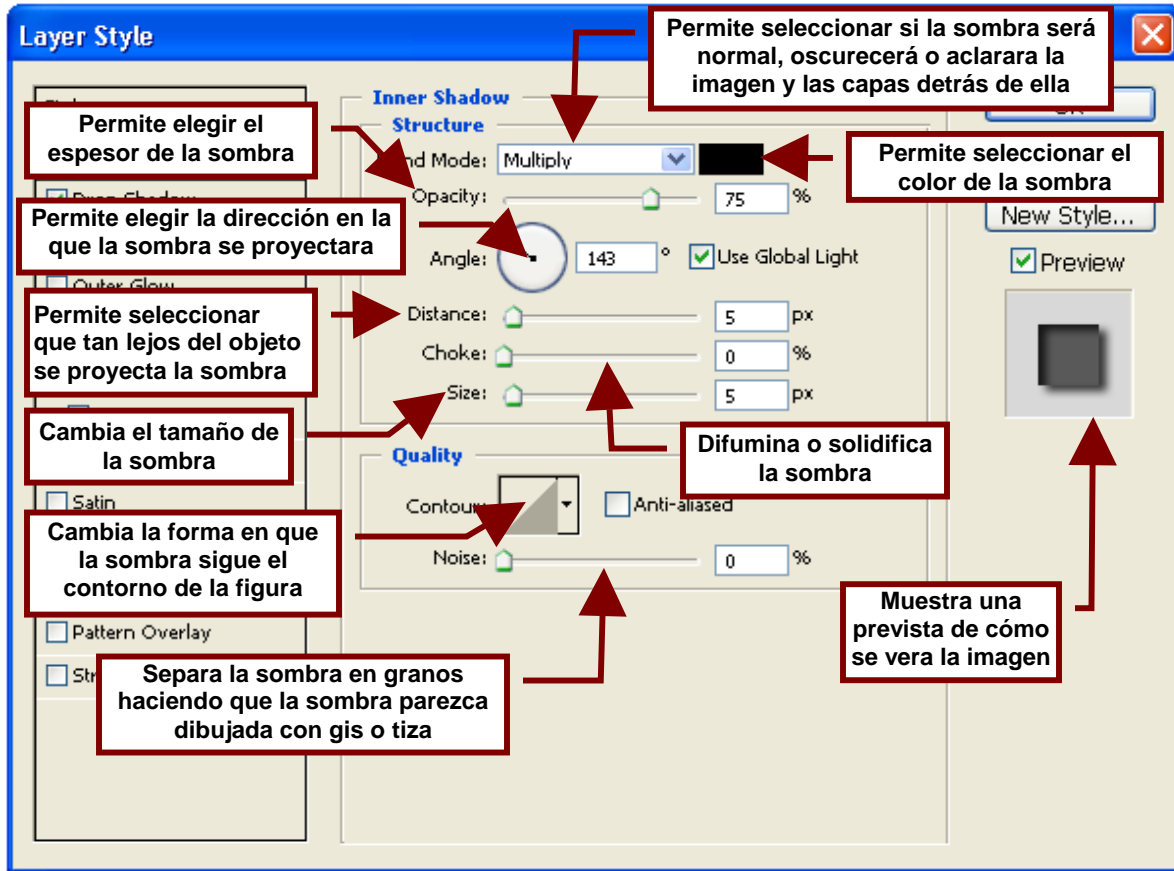 Layer Style
Permite seleccionar si la sombra será
normal, oscurecerá o aclarara la
imagen y las capas detrás de ella
Inner Shadow
Structure
Permite elegir el
espesor de la sombra
Mode:
Multiply
Permite seleccionar el
color de la sombra
Opacity:
75
%
Permite elegir la dirección en la
que la sombra se proyectara
New Style...
Angle:
143
°
Use Global Light
Preview
Outer Glow
Permite seleccionar
que tan lejos del objeto
se proyecta la sombra
Distance:
5
px
Choke:
0
%
Size:
5
px
Cambia el tamaño de
la sombra
Difumina o solidifica
la sombra
Quality
Satin
Contour:
Anti-aliased
Cambia la forma en que
la sombra sigue el
contorno de la figura
Noise:
0
%
Muestra una
prevista de cómo
se vera la imagen
Pattern Overlay
Separa la sombra en granos
haciendo que la sombra parezca
dibujada con gis o tiza